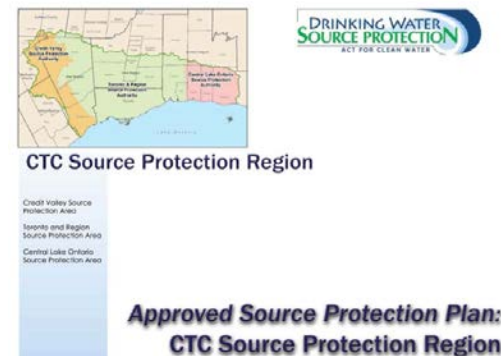 DRINKING WATER
SOURCE PROTECTION
ACT FOR CLEAN WATER
Credit Valley
Source Protection
Authority
Toronto & Region
Source Protection
Authority
Central Lake Ontario
Source Protection
Authority
CTC Source Protection Region
Credit Valley Source
Protection Area
Toronto and Region
Source Protection Area
Central Lake Ontario
Source Protection Area
Approved Source Protection Plan:
CTC Source Protection Region